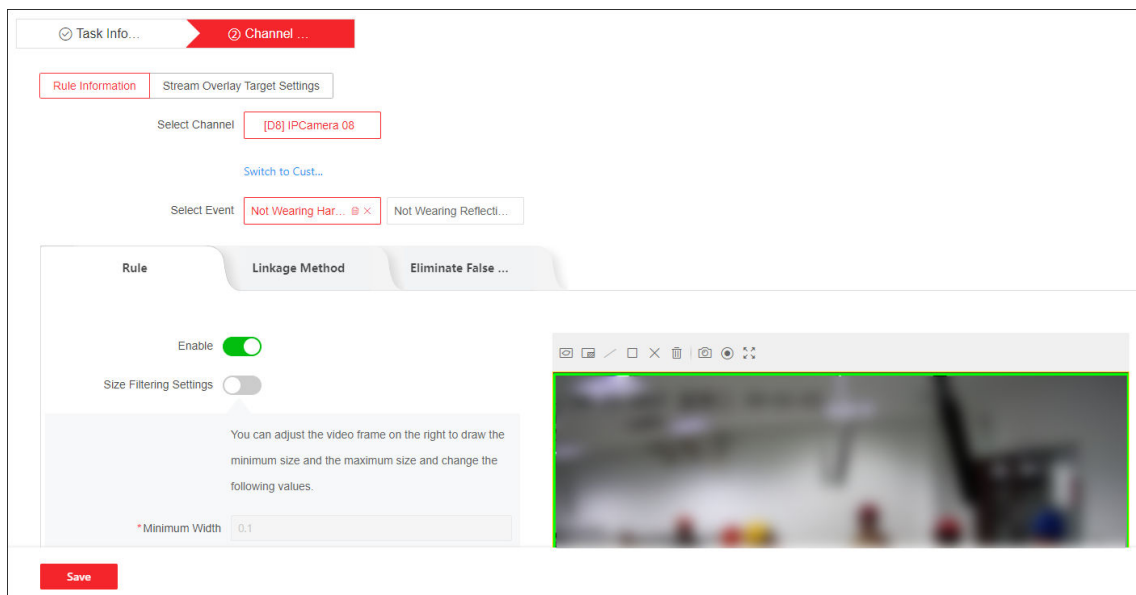 Task Info...
② Channel ...
Rule Information
Stream Overlay Target Settings
Select Channel
[D8] IPCamera 08
Switch to Cust...
Select Event
Not Wearing Har...
Not Wearing Reflecti...
Rule
Linkage Method
Eliminate False ...
Enable
Size Filtering Settings
You can adjust the video frame on the right to draw the
minimum size and the maximum size and change the
following values.
*Minimum Width
0.1
Save